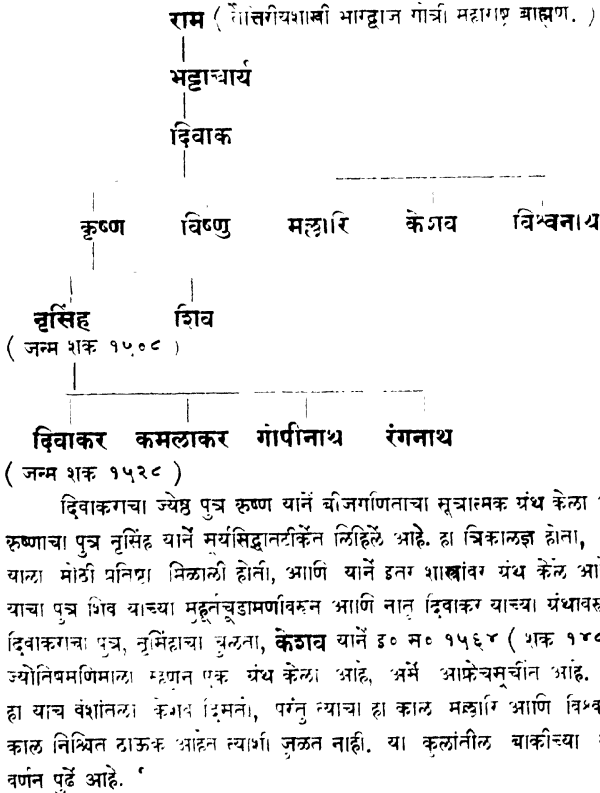 राम ( तैत्तिरीयशाखी भारद्वाज गोत्री महाराष्ट्र ब्राह्मण. )
भट्टाचार्य
दिवाक
कृष्ण विष्णु मल्लारि केशव विश्वनाथ
नृसिंह शिव
( जन्म शक १५०८ )
दिवाकर कमलाकर गोपीनाथ रंगनाथ
( जन्म शक १५२८ )
दिवाकराचा ज्येष्ठ पुत्र कृष्ण यानें बीजगणिताचा सूत्रात्मक ग्रंथ केला
कृष्णाचा पुत्र नृसिंह यानें सूर्यसिद्धांतटीकेंत लिहिलें आहे. हा त्रिकालज्ञ होता,
याला मोठी प्रतिष्ठा मिळाली होती, आणि यानें इतर शास्त्रांवर ग्रंथ केले
याचा पुत्र शिव याच्या मुहूर्तचूडामणीवरून आणि नातू दिवाकर याच्या
दिवाकराचा पुत्र, नृसिंहाचा चुलता, केशव यानें इ० स० १५६४ ( शक
ज्योतिषमणिमाला म्हणून एक ग्रंथ केला आहे, असें आफ्रेचसूचींत आहे.
हा याच वंशांतला केशव दिसतो, परंतु त्याचा हा काल मल्लारि आणि
काल निश्चित ठाऊक आहेत त्याशीं जुळत नाही. या कुलांतील बाकीच्या
वर्णन पुढें आहे.